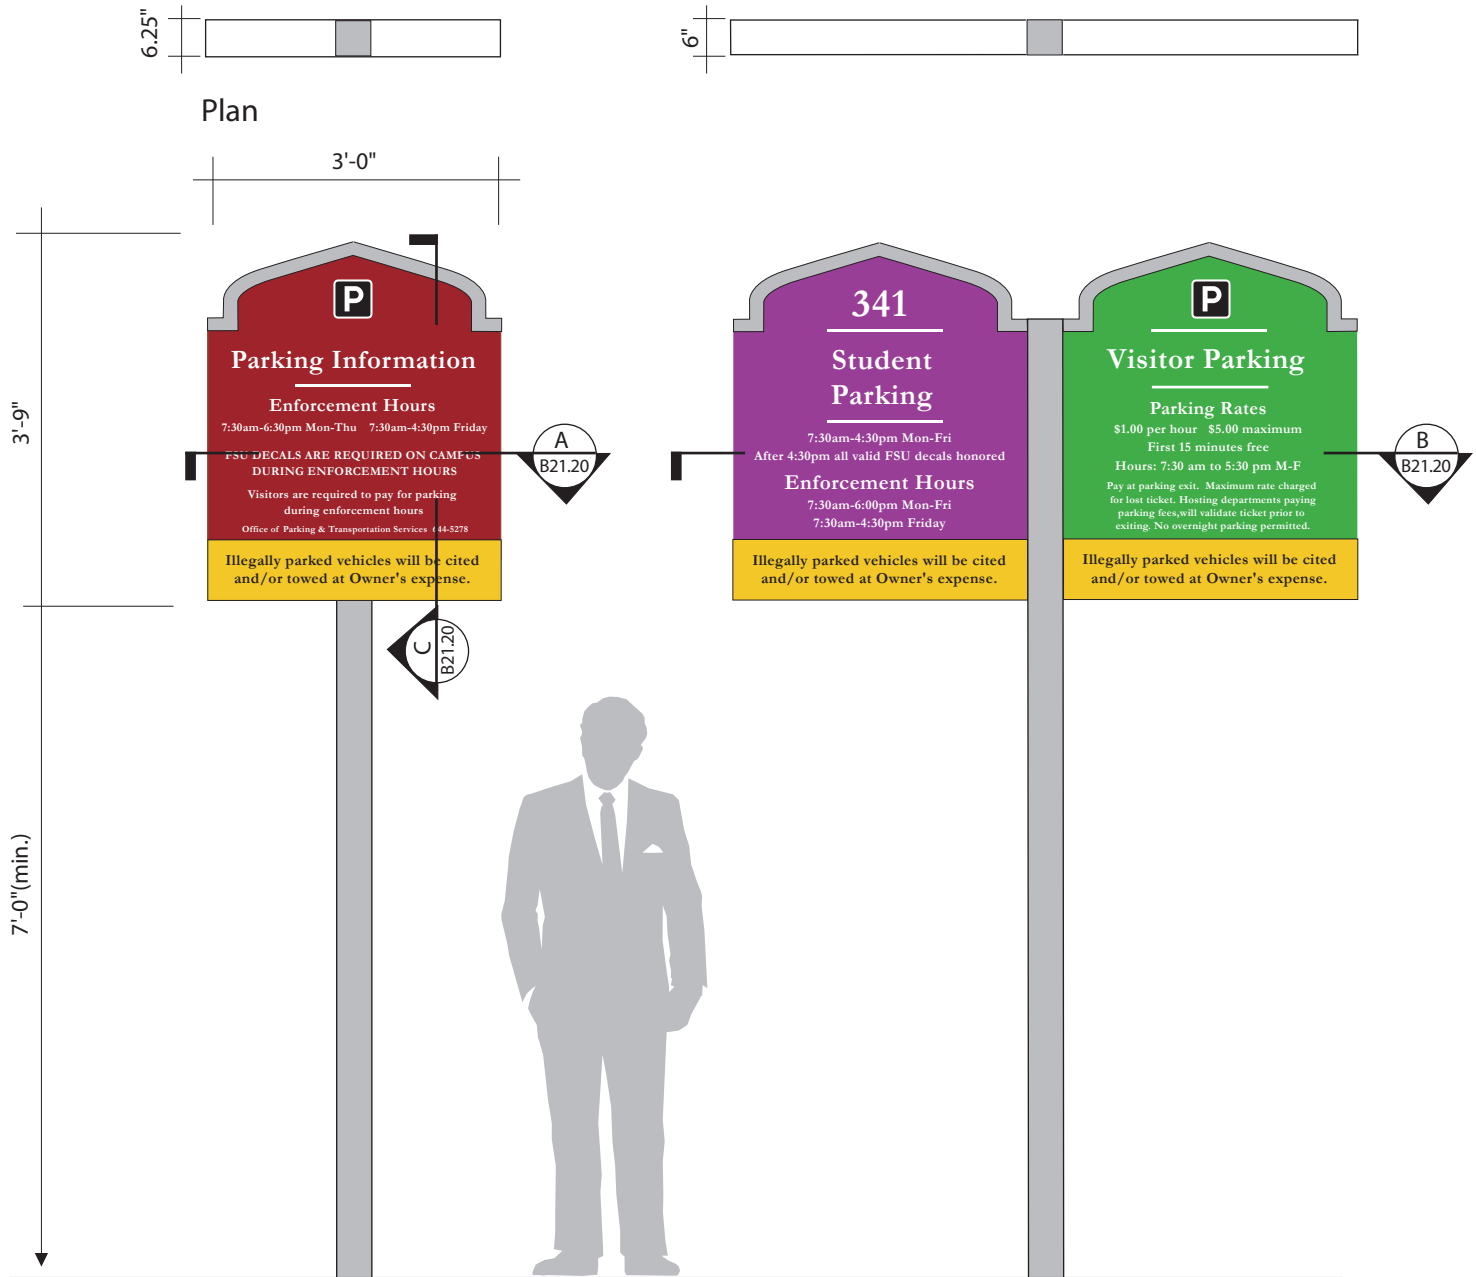 6.25"
6"
Plan
3'-0"
3'-9"
7'-0"(min.)
P
Parking Information
Enforcement Hours
7:30am-6:30pm Mon-Thu 7:30am-4:30pm Friday
FSU DECALS ARE REQUIRED ON CAMPUS
DURING ENFORCEMENT HOURS
Visitors are required to pay for parking
during enforcement hours
Office of Parking & Transportation Services 644-5278
Illegally parked vehicles will be cited
and/or towed at Owner's expense.
A
B21.20
C
B21.20
341
Student
Parking
7:30am-4:30pm Mon-Fri
After 4:30pm all valid FSU decals honored
Enforcement Hours
7:30am-6:00pm Mon-Fri
7:30am-4:30pm Friday
Illegally parked vehicles will be cited
and/or towed at Owner's expense.
P
Visitor Parking
Parking Rates
$1.00 per hour $5.00 maximum
First 15 minutes free
Hours: 7:30 am to 5:30 pm M-F
Pay at parking exit. Maximum rate charged
for lost ticket. Hosting departments paying
parking fees,will validate ticket prior to
exiting. No overnight parking permitted.
Illegally parked vehicles will be cited
and/or towed at Owner's expense.
B
B21.20